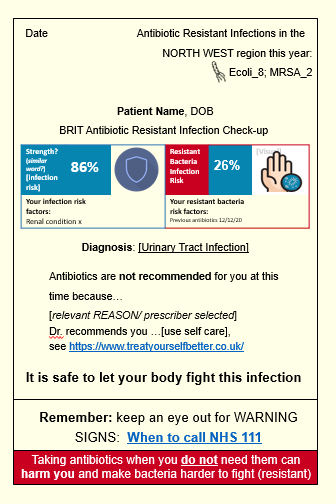 Date
Antibiotic Resistant Infections in the
NORTH WEST region this year:
Ecoli_8; MRSA_2
Patient Name, DOB
BRIT Antibiotic Resistant Infection Check-up
Strength?
(similar
word?)
[infection
risk]
86%
Resistant
Bacteria
Infection
Risk
26%
[Visual]
Your infection risk
factors:
Renal condition x
Your resistant bacteria
risk factors:
Previous antibiotics 12/12/20
Diagnosis: [Urinary Tract Infection]
Antibiotics are not recommended for you at this
time because…
[relevant REASON/ prescriber selected]
Dr. recommends you …[use self care],
see https://www.treatyourselfbetter.co.uk/
It is safe to let your body fight this infection
Remember: keep an eye out for WARNING
SIGNS: When to call NHS 111
Taking antibiotics when you do not need them can
harm you and make bacteria harder to fight (resistant)